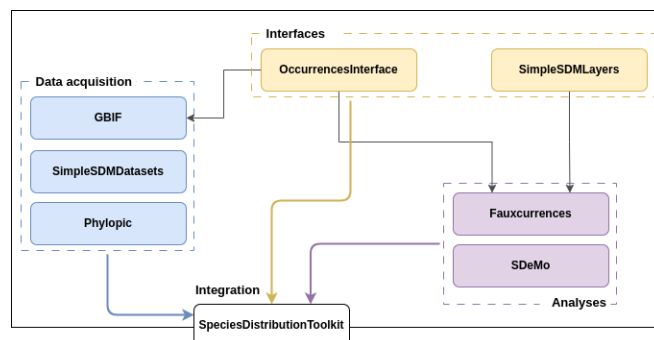 Interfaces
OccurrencesInterface
SimpleSDMLayers
Data acquisition
GBIF
SimpleSDMDatasets
Phylopic
Fauxcurrences
SDeMo
Analyses
Integration
SpeciesDistributionToolkit